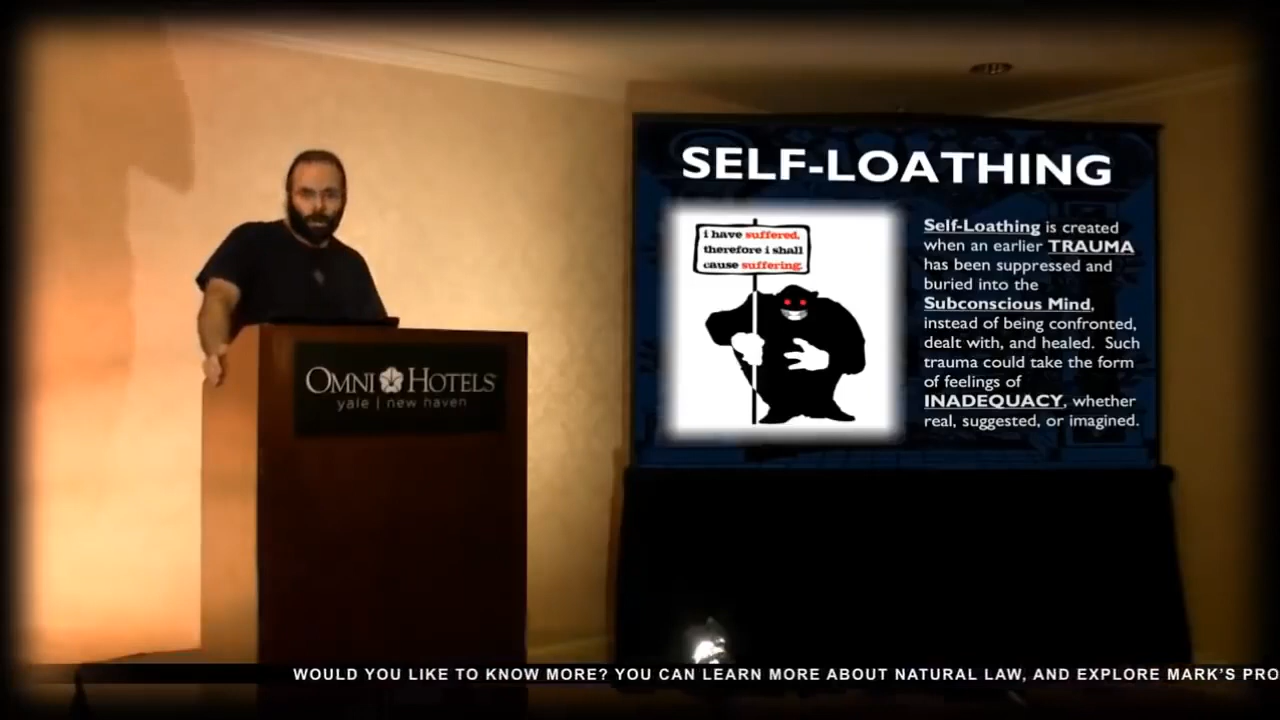 SELF-LOATHING
i have suffered,
therefore i shall
cause suffering.
Self-Loathing is created
when an earlier TRAUMA
has been suppressed and
buried into the
Subconscious Mind,
instead of being confronted,
dealt with, and healed. Such
trauma could take the form
of feelings of
INADEQUACY, whether
real, suggested, or imagined.
OMNI HOTELS
yale | new haven
WOULD YOU LIKE TO KNOW MORE? YOU CAN LEARN MORE ABOUT NATURAL LAW, AND EXPLORE MARK'S PRO